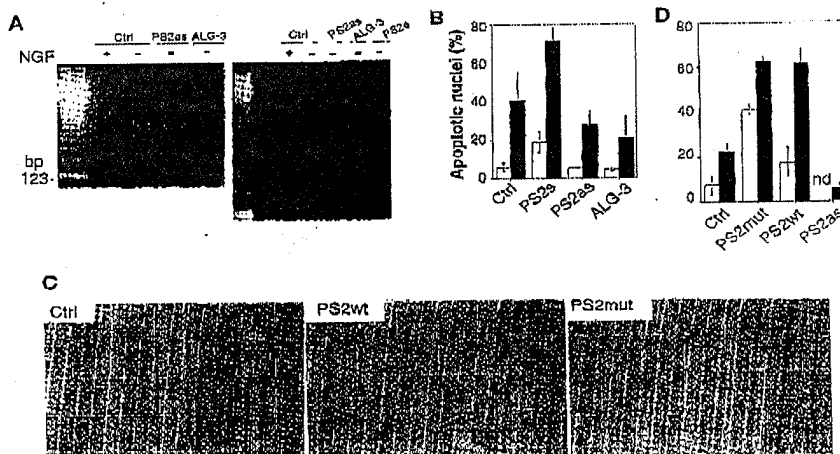 A
Ctrl PS2as ALG-3
NGF + - = -
bp
123-
Ctrl PS2as ALG-3 PS2s
+ - - = -
B
Apoplotic nuclei (%)
80
60
40
20
0
Ctrl PS2s PS2as ALG-3
D
80
60
40
20
0
nd
Ctrl PS2mut PS2wt PS2as
C
Ctrl
PS2wt
PS2mut